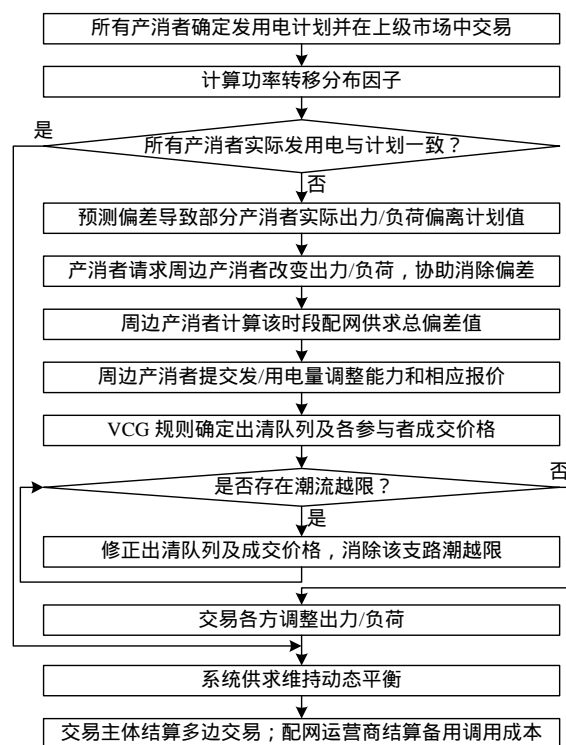 所有产消者确定发用电计划并在上级市场中交易
计算功率转移分布因子
是
所有产消者实际发用电与计划一致？
否
预测偏差导致部分产消者实际出力/负荷偏离计划值
产消者请求周边产消者改变出力/负荷，协助消除偏差
周边产消者计算该时段配网供求总偏差值
周边产消者提交发/用电量调整能力和相应报价
VCG 规则确定出清队列及各参与者成交价格
否
是否存在潮流越限？
是
修正出清队列及成交价格，消除该支路潮越限
交易各方调整出力/负荷
系统供求维持动态平衡
交易主体结算多边交易；配网运营商结算备用调用成本